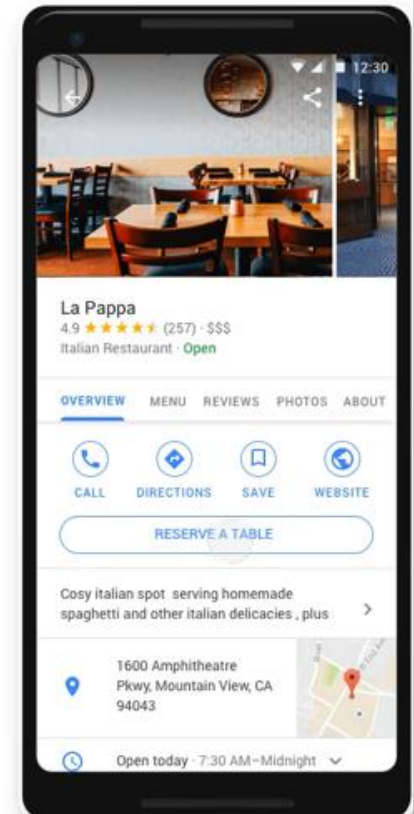 12:30
La Pappa
4.9 ★★★★★ (257) · $$$
Italian Restaurant · Open
OVERVIEW MENU REVIEWS PHOTOS ABOUT
CALL DIRECTIONS SAVE WEBSITE
RESERVE A TABLE
Cosy italian spot serving homemade
spaghetti and other italian delicacies , plus
1600 Amphitheatre
Pkwy, Mountain View, CA
94043
Open today · 7:30 AM–Midnight